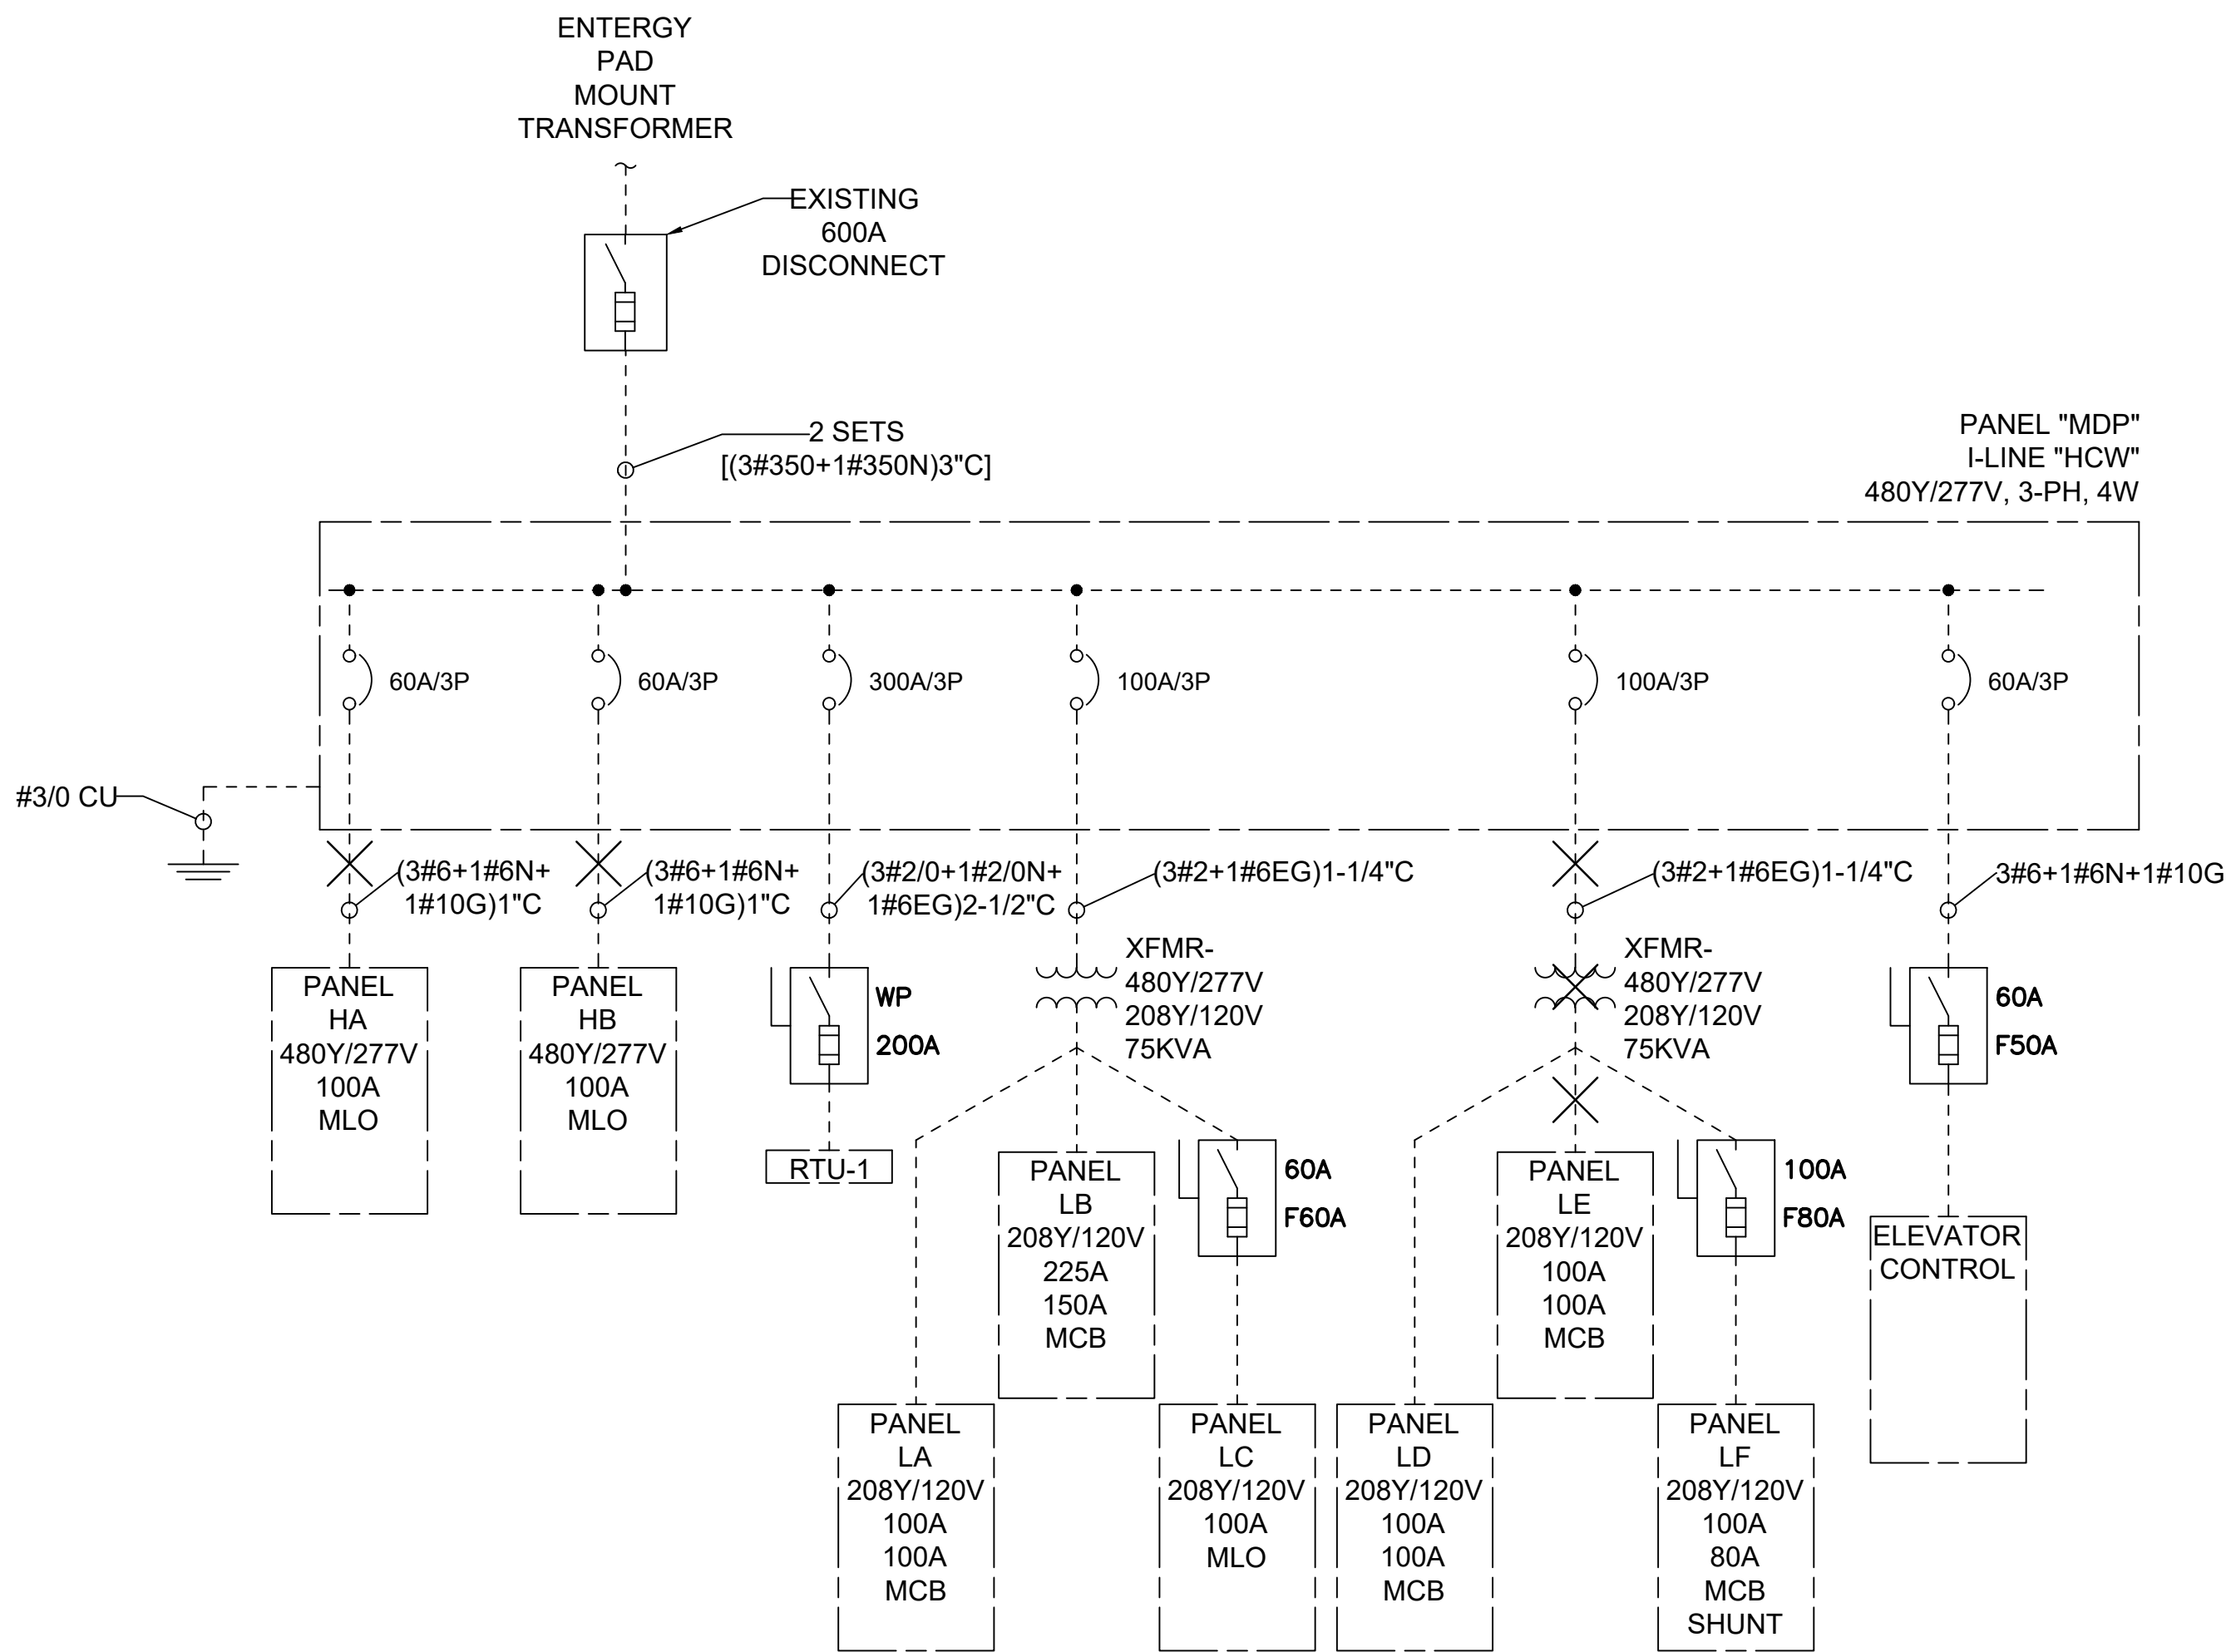 ENTERGY
PAD
MOUNT
TRANSFORMER
EXISTING
600A
DISCONNECT
2 SETS
[(3#350+1#350N)3"C]
PANEL "MDP"
I-LINE "HCW"
480Y/277V, 3-PH, 4W
60A/3P
60A/3P
300A/3P
100A/3P
100A/3P
60A/3P
#3/0 CU
(3#6+1#6N+
1#10G)1"C
(3#6+1#6N+
1#10G)1"C
(3#2/0+1#2/0N+
1#6EG)2-1/2"C
(3#2+1#6EG)1-1/4"C
(3#2+1#6EG)1-1/4"C
3#6+1#6N+1#10G
PANEL
HA
480Y/277V
100A
MLO
PANEL
HB
480Y/277V
100A
MLO
WP
200A
RTU-1
XFMR-
480Y/277V
208Y/120V
75KVA
XFMR-
480Y/277V
208Y/120V
75KVA
60A
F50A
PANEL
LB
208Y/120V
225A
150A
MCB
60A
F60A
PANEL
LE
208Y/120V
100A
100A
MCB
100A
F80A
ELEVATOR
CONTROL
PANEL
LA
208Y/120V
100A
100A
MCB
PANEL
LC
208Y/120V
100A
MLO
PANEL
LD
208Y/120V
100A
100A
MCB
PANEL
LF
208Y/120V
100A
80A
MCB
SHUNT